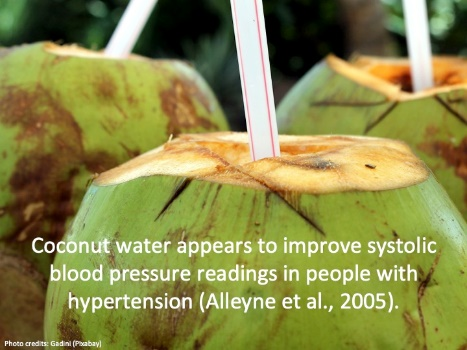 Coconut water appears to improve systolic
blood pressure readings in people with
hypertension (Alleyne et al., 2005).
Photo credits: Gadini (Pixabay)